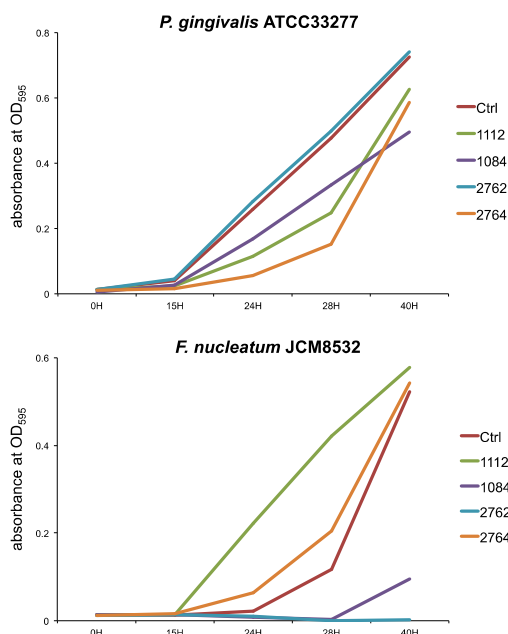 P. gingivalis ATCC33277
0.8
0.6
0.4
0.2
0
absorbance at OD595
0H 15H 24H 28H 40H
Ctrl
1112
1084
2762
2764
F. nucleatum JCM8532
0.6
0.4
0.2
0
absorbance at OD595
0H 15H 24H 28H 40H
Ctrl
1112
1084
2762
2764